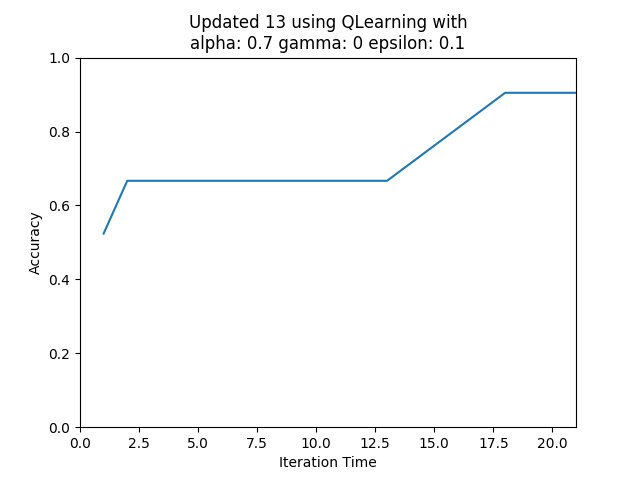 Updated 13 using QLearning with
alpha: 0.7 gamma: 0 epsilon: 0.1
1.0
0.8
0.6
0.4
0.2
0.0
Accuracy
0.0 2.5 5.0 7.5 10.0 12.5 15.0 17.5 20.0
Iteration Time